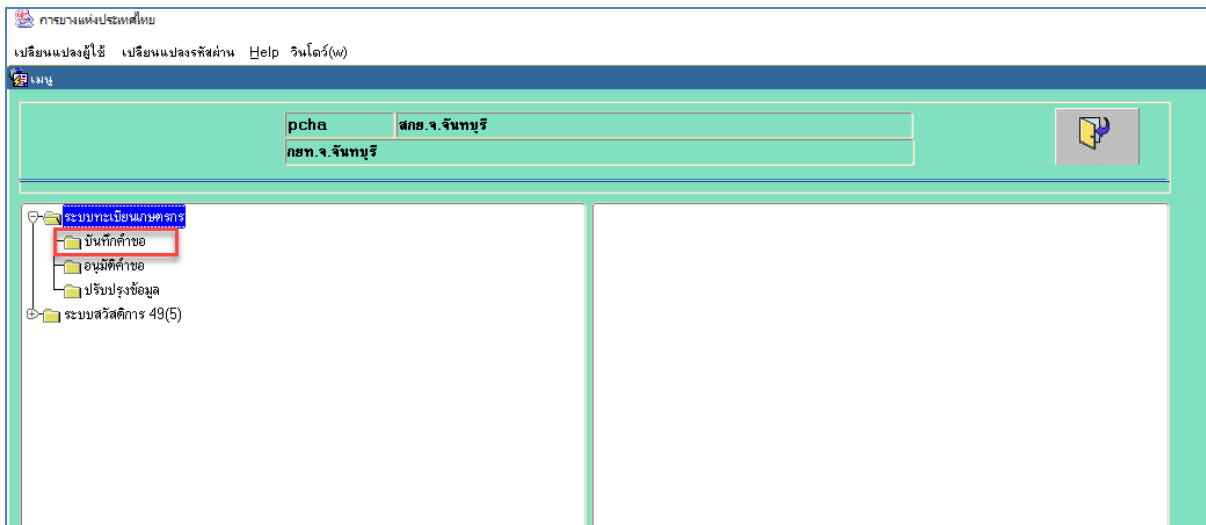 การยางแห่งประเทศไทย
เปลี่ยนแปลงผู้ใช้ เปลี่ยนแปลงรหัสผ่าน Help วินโดว์(w)
เมนู
pcha สกย.จ.จันทบุรี
กยท.จ.จันทบุรี
ระบบทะเบียนเกษตรกร
บันทึกคำขอ
อนุมัติคำขอ
ปรับปรุงข้อมูล
ระบบสวัสดิการ 49(5)